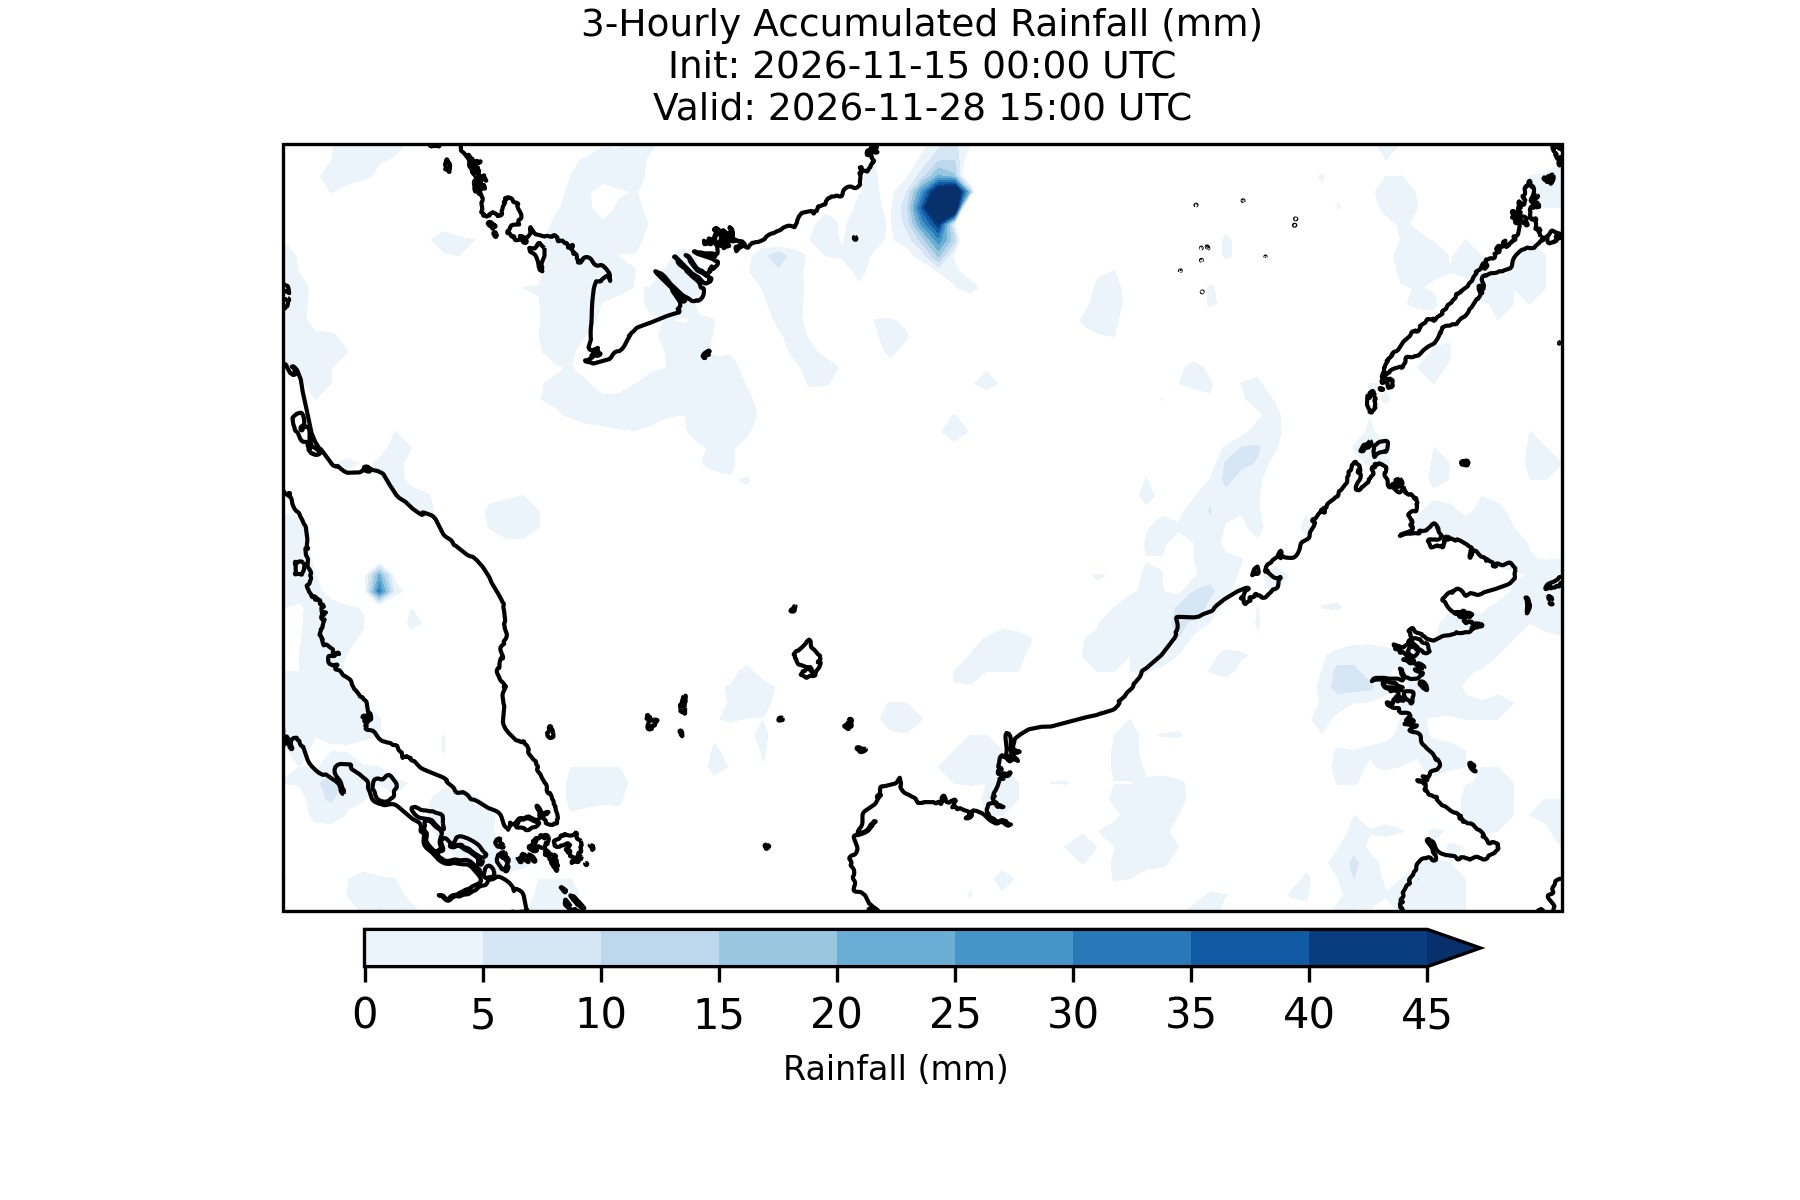 3-Hourly Accumulated Rainfall (mm)
Init: 2026-11-15 00:00 UTC
Valid: 2026-11-28 15:00 UTC
0 5 10 15 20 25 30 35 40 45
Rainfall (mm)